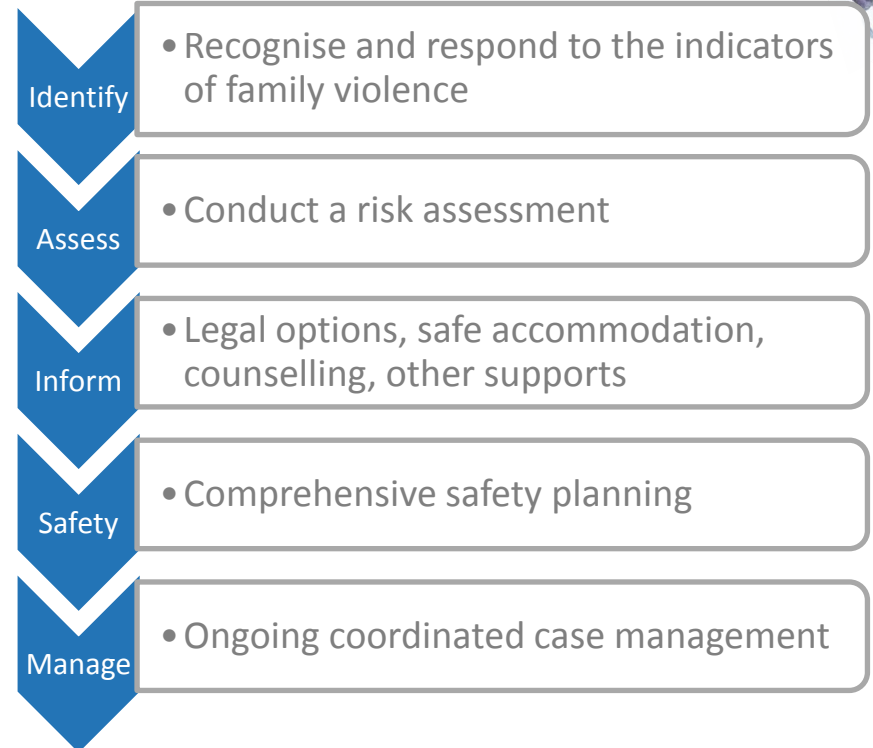 Identify
• Recognise and respond to the indicators
of family violence
Assess
• Conduct a risk assessment
Inform
• Legal options, safe accommodation,
counselling, other supports
Safety
• Comprehensive safety planning
Manage
• Ongoing coordinated case management